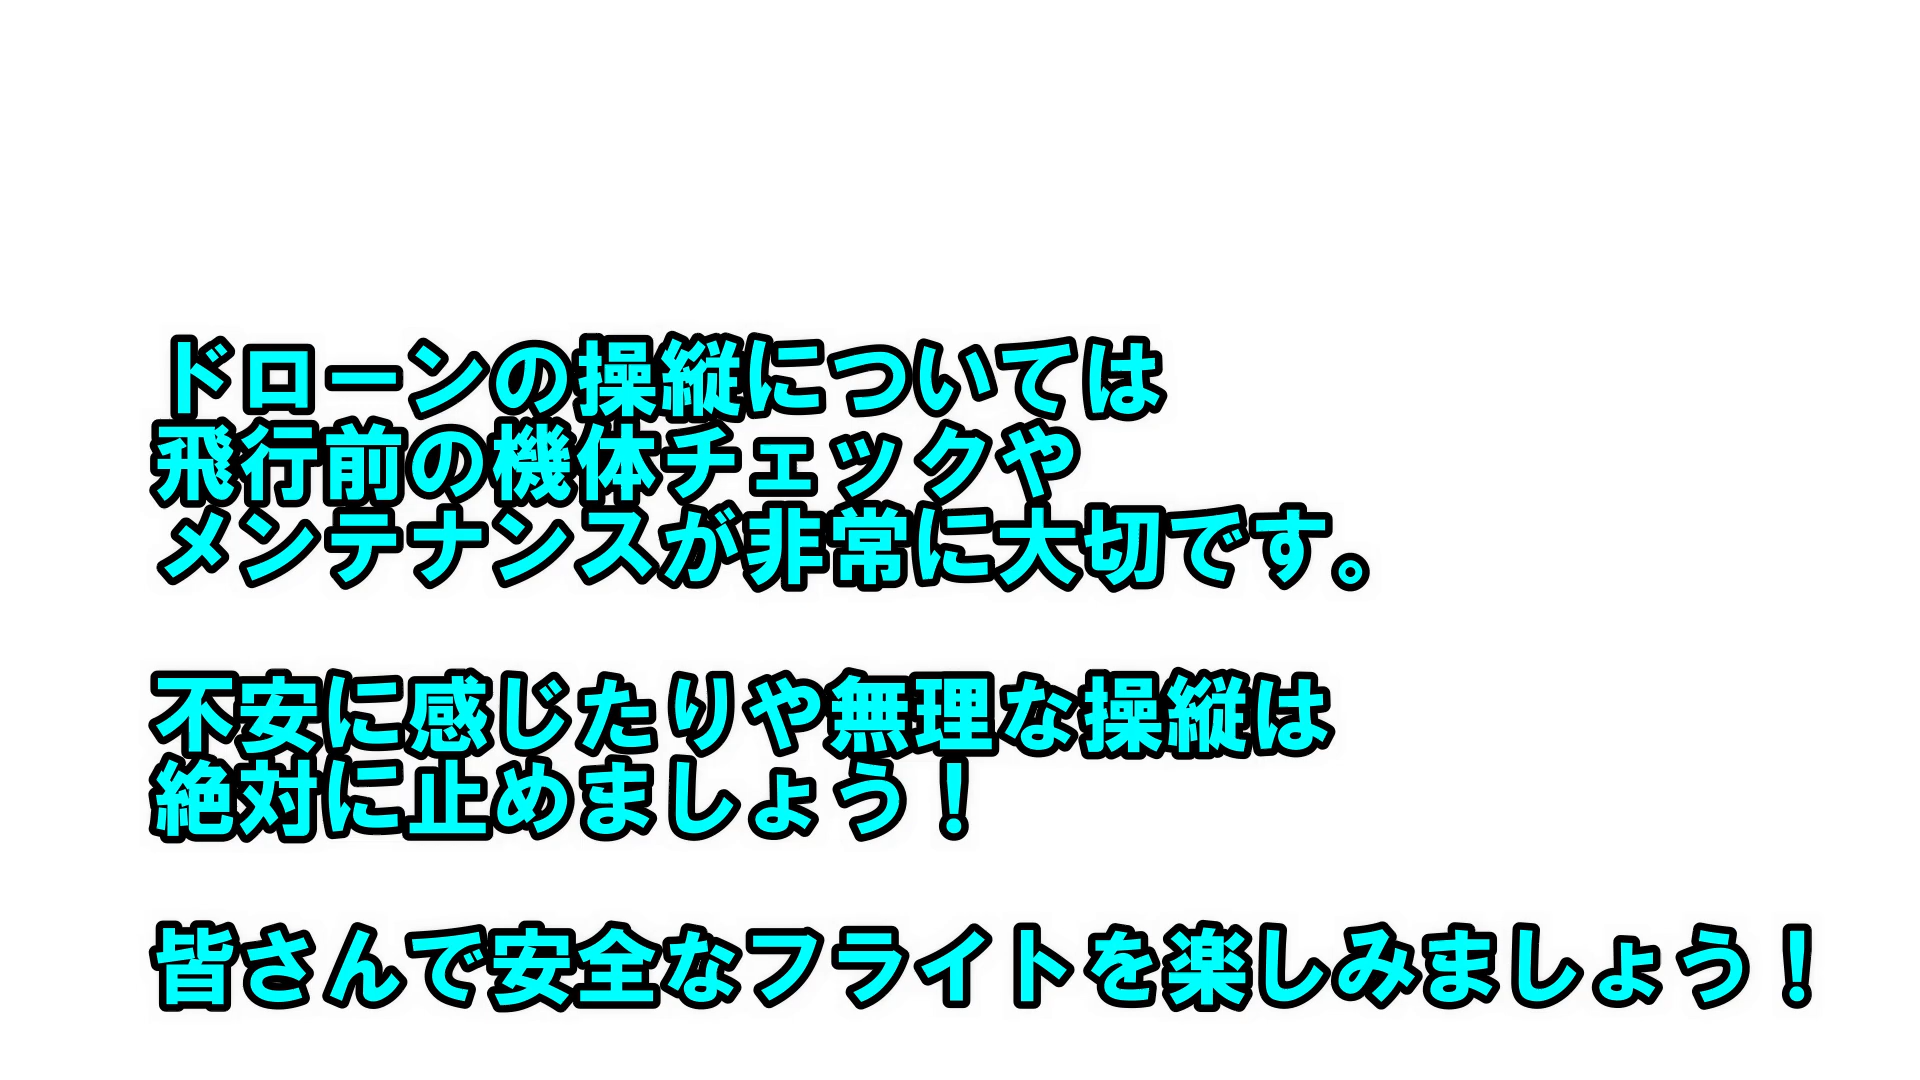 ドローンの操縦については
飛行前の機体チェックや
メンテナンスが非常に大切です。
不安に感じたりや無理な操縦は
絶対に止めましょう！
皆さんで安全なフライトを楽しみましょう！